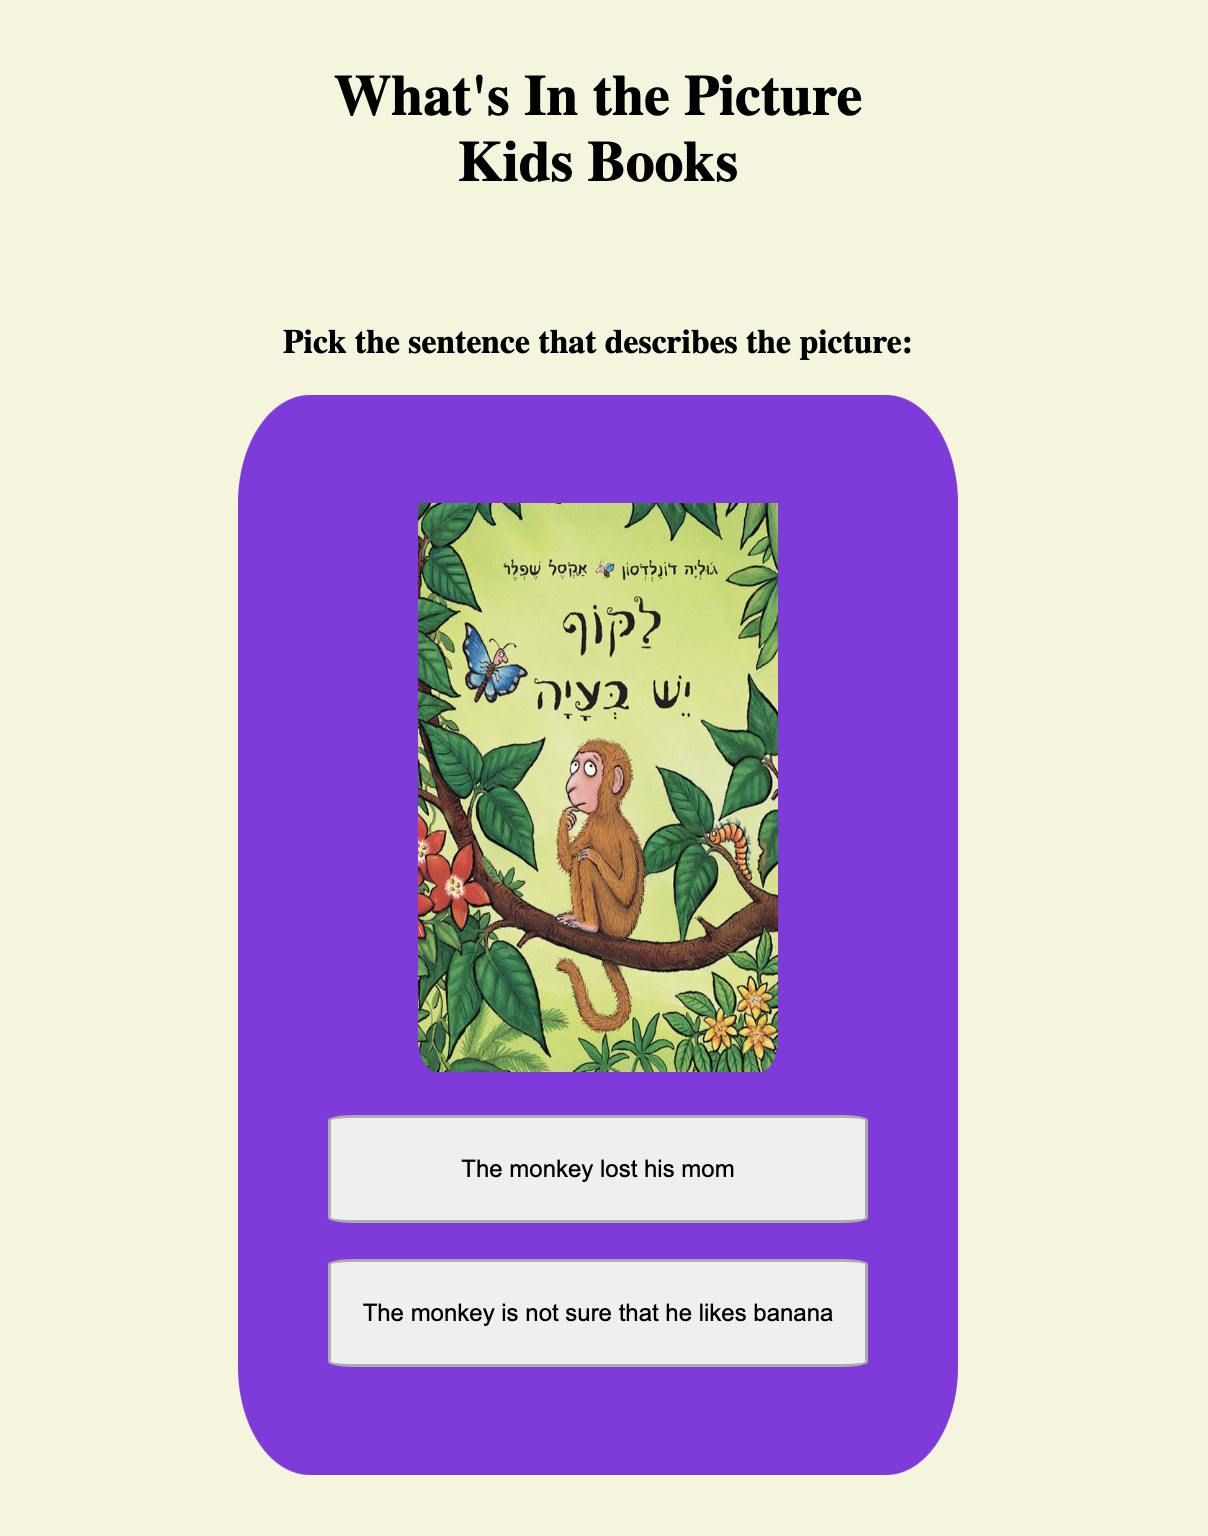 What's In the Picture
Kids Books
Pick the sentence that describes the picture:
ג'וּלְיָה דוֹנַלְדְסוֹן אַקְסֶל שֶׁפְלֶר
לַקּוֹף
יֵשׁ בְּעָיָה
The monkey lost his mom
The monkey is not sure that he likes banana